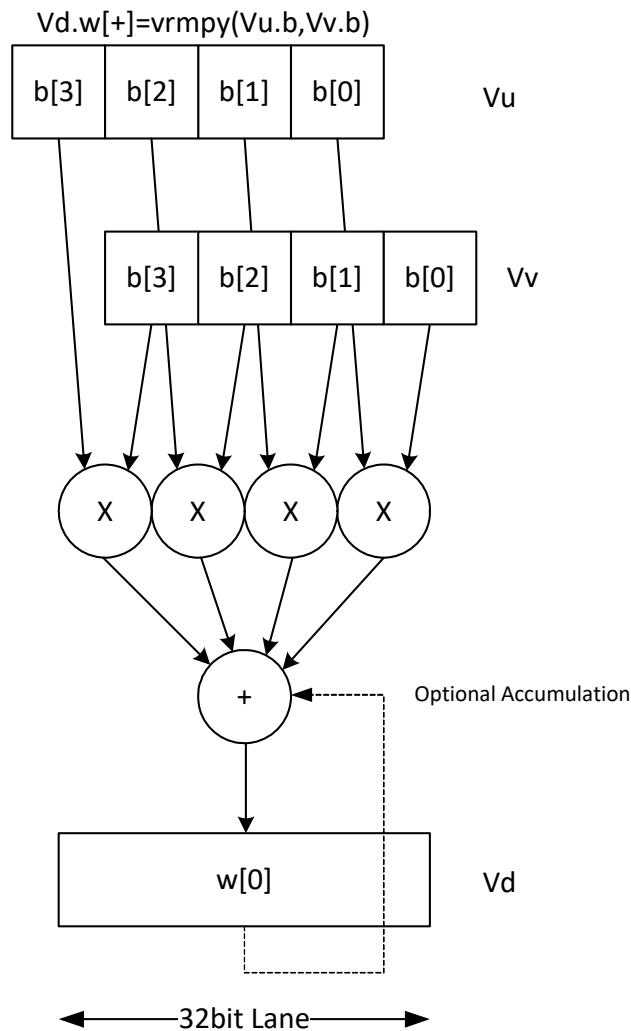 Vd.w[+]=vrmpy(Vu.b,Vv.b)
b[3] b[2] b[1] b[0] Vu
b[3] b[2] b[1] b[0] Vv
X X X X
+ Optional Accumulation
w[0] Vd
32bit Lane